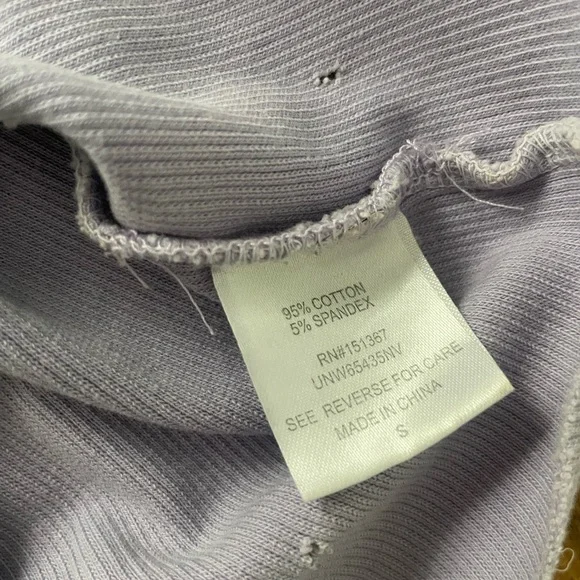 95% COTTON
5% SPANDEX
RN#151367
UNW65435NV
SEE REVERSE FOR CARE
MADE IN CHINA
S